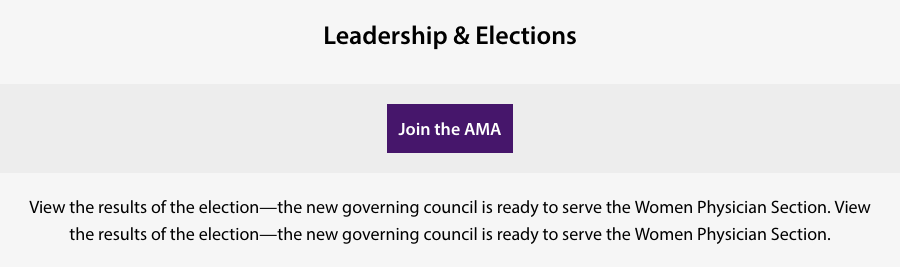 Leadership & Elections
Join the AMA
View the results of the election—the new governing council is ready to serve the Women Physician Section. View
the results of the election—the new governing council is ready to serve the Women Physician Section.